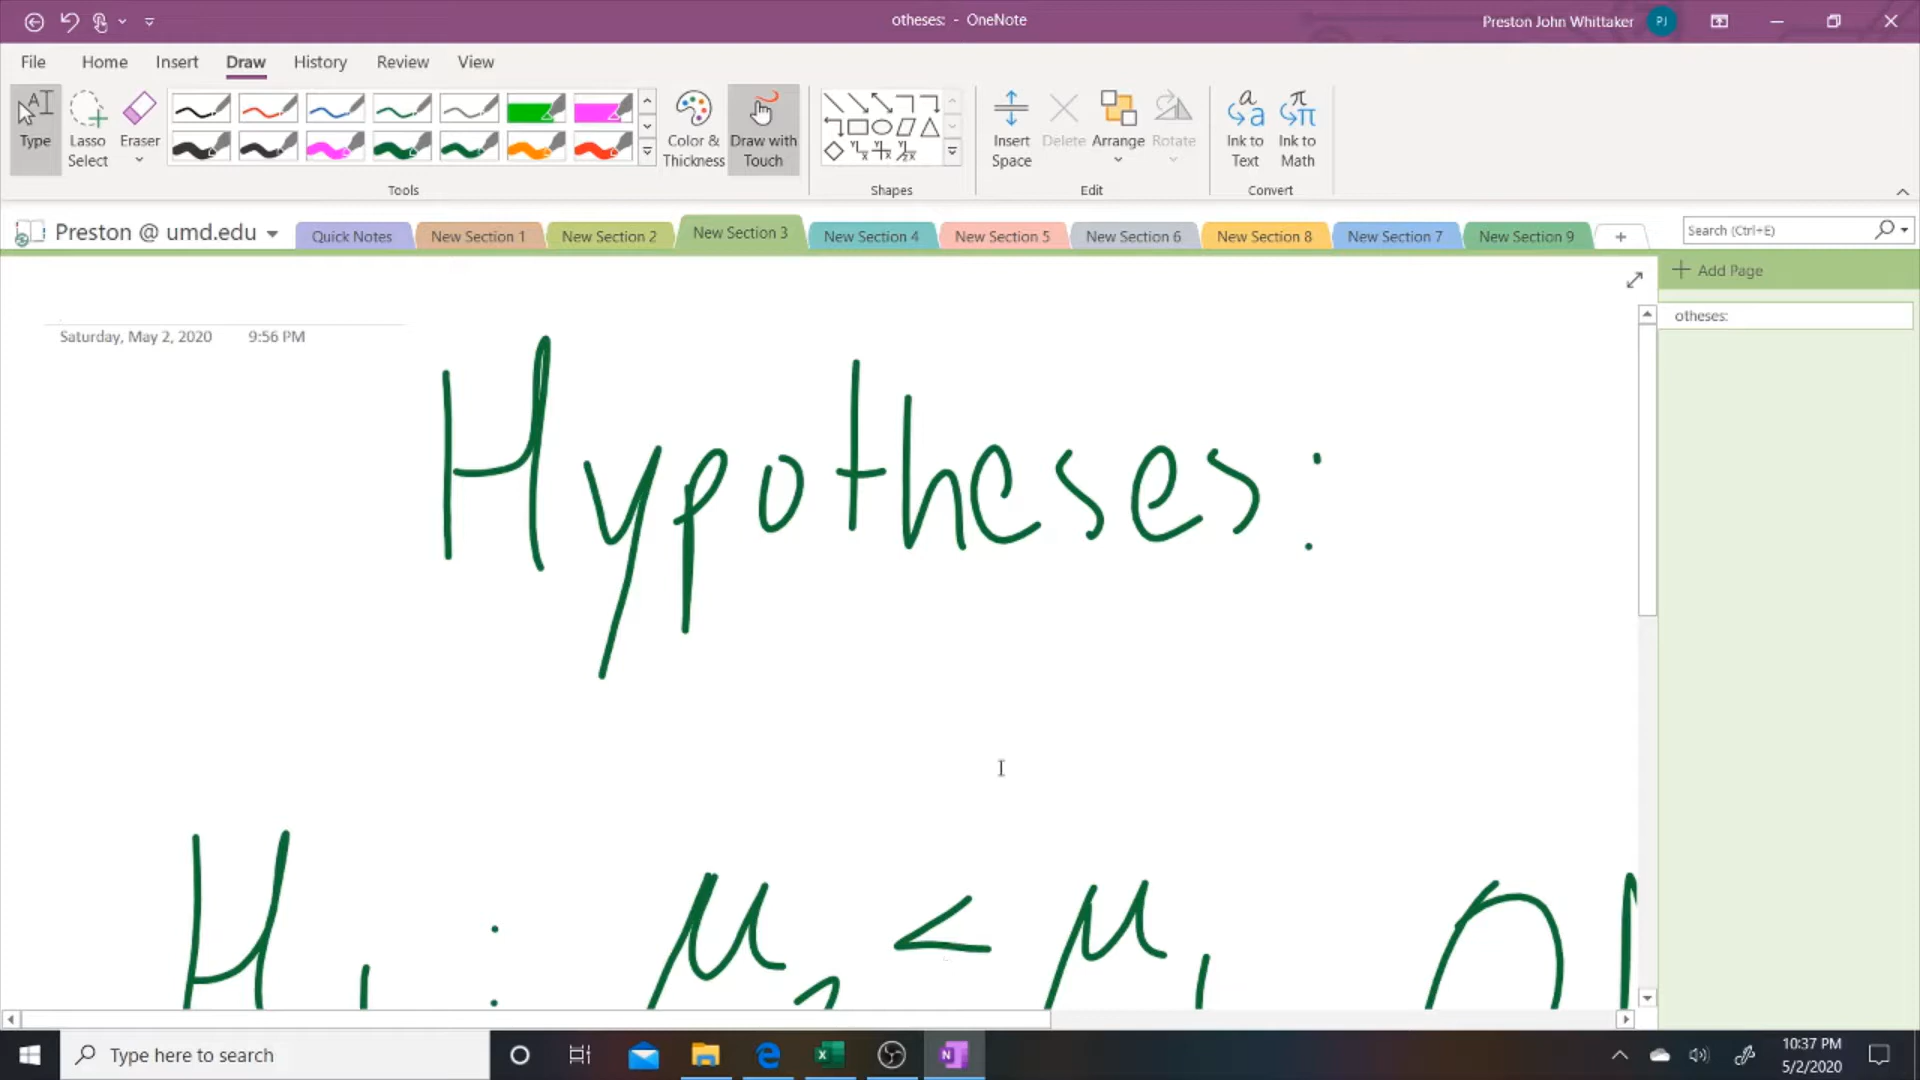 otheses: - OneNote
Preston John Whittaker PJ
File Home Insert Draw History Review View
Type
Lasso Select
Eraser
Color & Thickness
Draw with Touch
Insert Space
Delete
Arrange
Rotate
Ink to Text
Ink to Math
Tools Shapes Edit Convert
Preston @ umd.edu
Quick Notes New Section 1 New Section 2 New Section 3 New Section 4 New Section 5 New Section 6 New Section 8 New Section 7 New Section 9
Search (Ctrl+E)
Add Page
otheses:
Saturday, May 2, 2020 9:56 PM
Hypotheses:
H1: μ2 < μ1
Type here to search
10:37 PM
5/2/2020